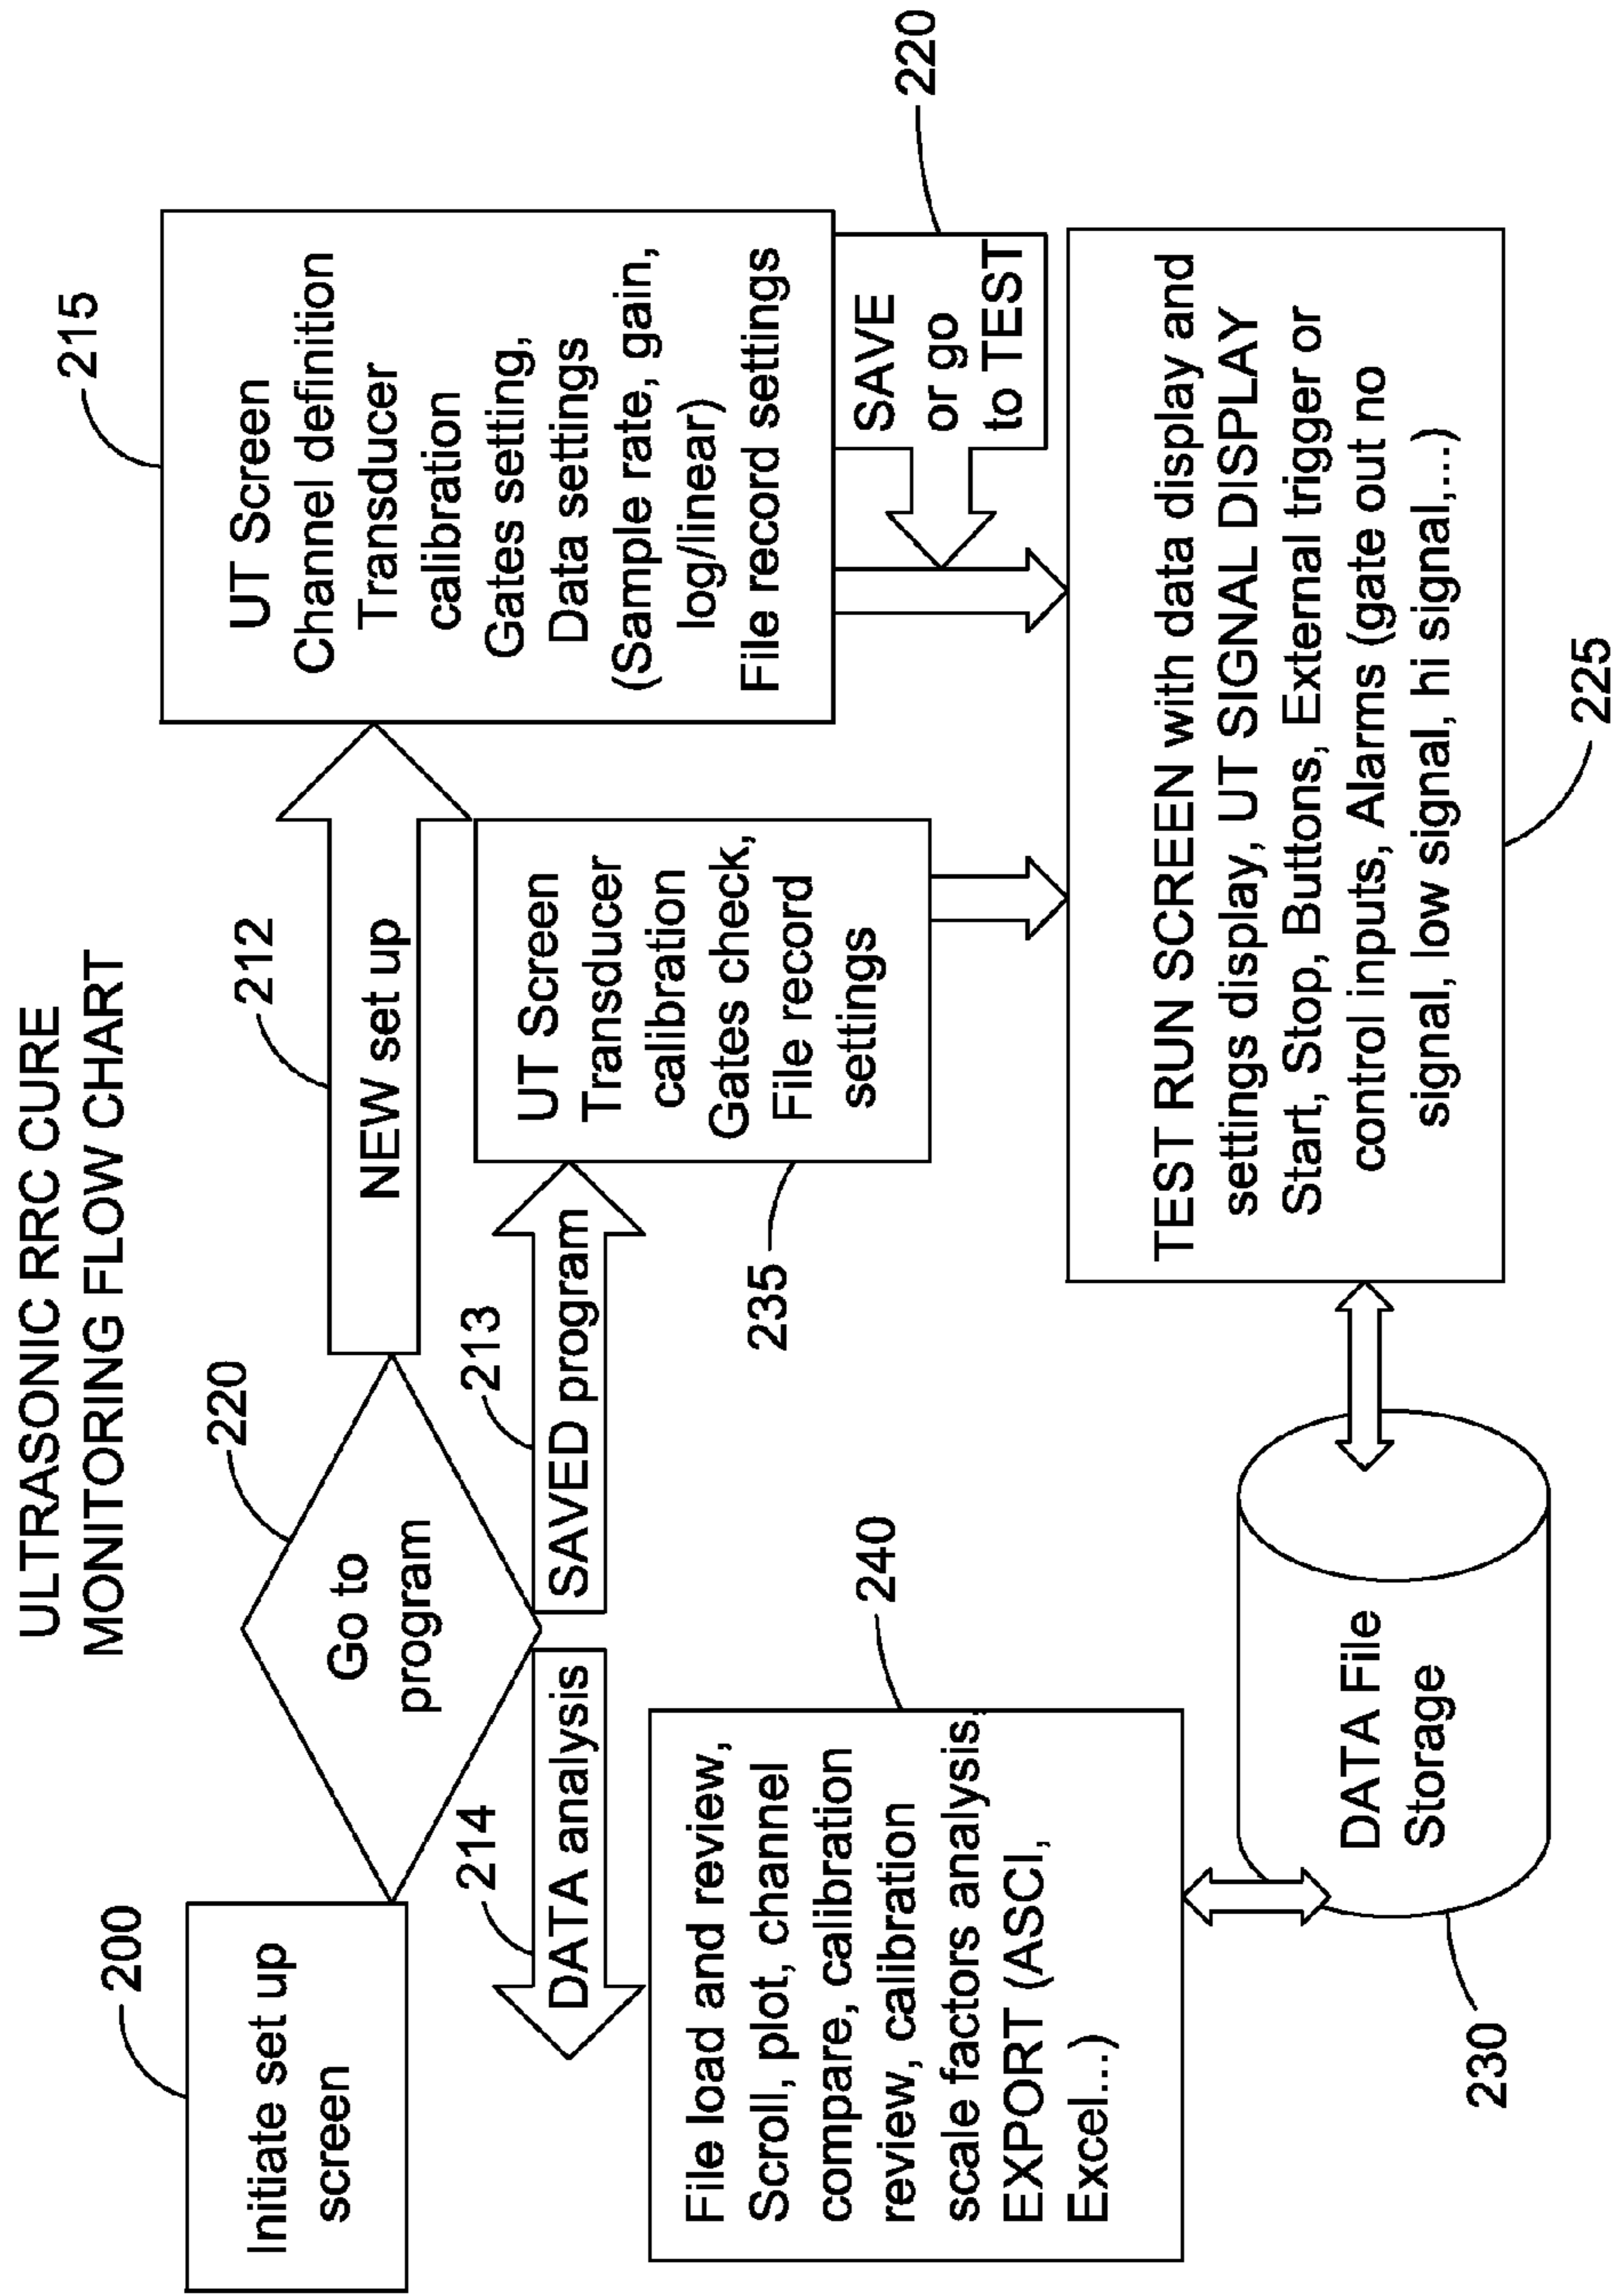 ULTRASONIC RRC CURE
MONITORING FLOW CHART
200
Initiate set up
screen
220
Go to
program
212
NEW set up
215
UT Screen
Channel definition
Transducer
calibration
Gates setting,
Data settings
(Sample rate, gain,
log/linear)
File record settings
213
SAVED program
235
UT Screen
Transducer
calibration
Gates check,
File record
settings
220
SAVE
or go
to TEST
214
DATA analysis
240
File load and review,
Scroll, plot, channel
compare, calibration
review, calibration
scale factors analysis,
EXPORT (ASCI,
Excel...)
DATA File
Storage
230
TEST RUN SCREEN with data display and
settings display, UT SIGNAL DISPLAY
Start, Stop, Buttons, External trigger or
control inputs, Alarms (gate out no
signal, low signal, hi signal,...)
225